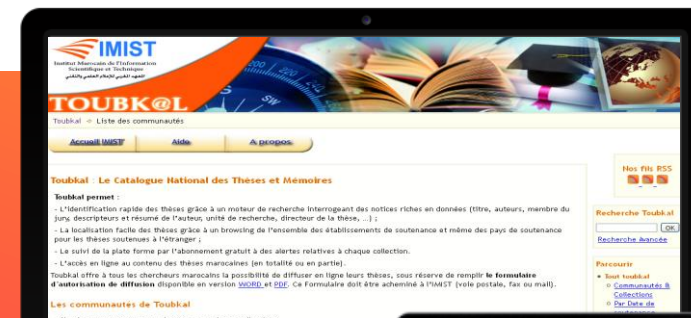 IMIST
Institut Marocain de l'Information
Scientifique et Technique
المعهد المغربي للإعلام العلمي والتقني
TOUBK@L
Toubkal → Liste des communautés
Accueil IMIST
Aide
A propos
Toubkal : Le Catalogue National des Thèses et Mémoires
Toubkal permet :
- L'identification rapide des thèses grâce à un moteur de recherche interrogeant des notices riches en données (titre, auteurs, membre du
jury, descripteurs et résumé de l'auteur, unité de recherche, directeur de la thèse, ...) ;
- La localisation facile des thèses grâce à un browsing de l'ensemble des établissements de soutenance et même des pays de soutenance
pour les thèses soutenues à l'étranger ;
- Le suivi de la plate forme par l'abonnement gratuit à des alertes relatives à chaque collection.
- L'accès en ligne au contenu des thèses marocaines (en totalité ou en partie).
Toubkal offre à tous les chercheurs marocains la possibilité de diffuser en ligne leurs thèses, sous réserve de remplir le formulaire
d'autorisation de diffusion disponible en version WORD et PDF. Ce Formulaire doit être acheminé à l'IMIST (voie postale, fax ou mail).
Les communautés de Toubkal
Nos fils RSS
Recherche Toubkal
OK
Recherche Avancée
Parcourir
Tout toubkal
Communautés &
Collections
Par Date de
200
220
SW